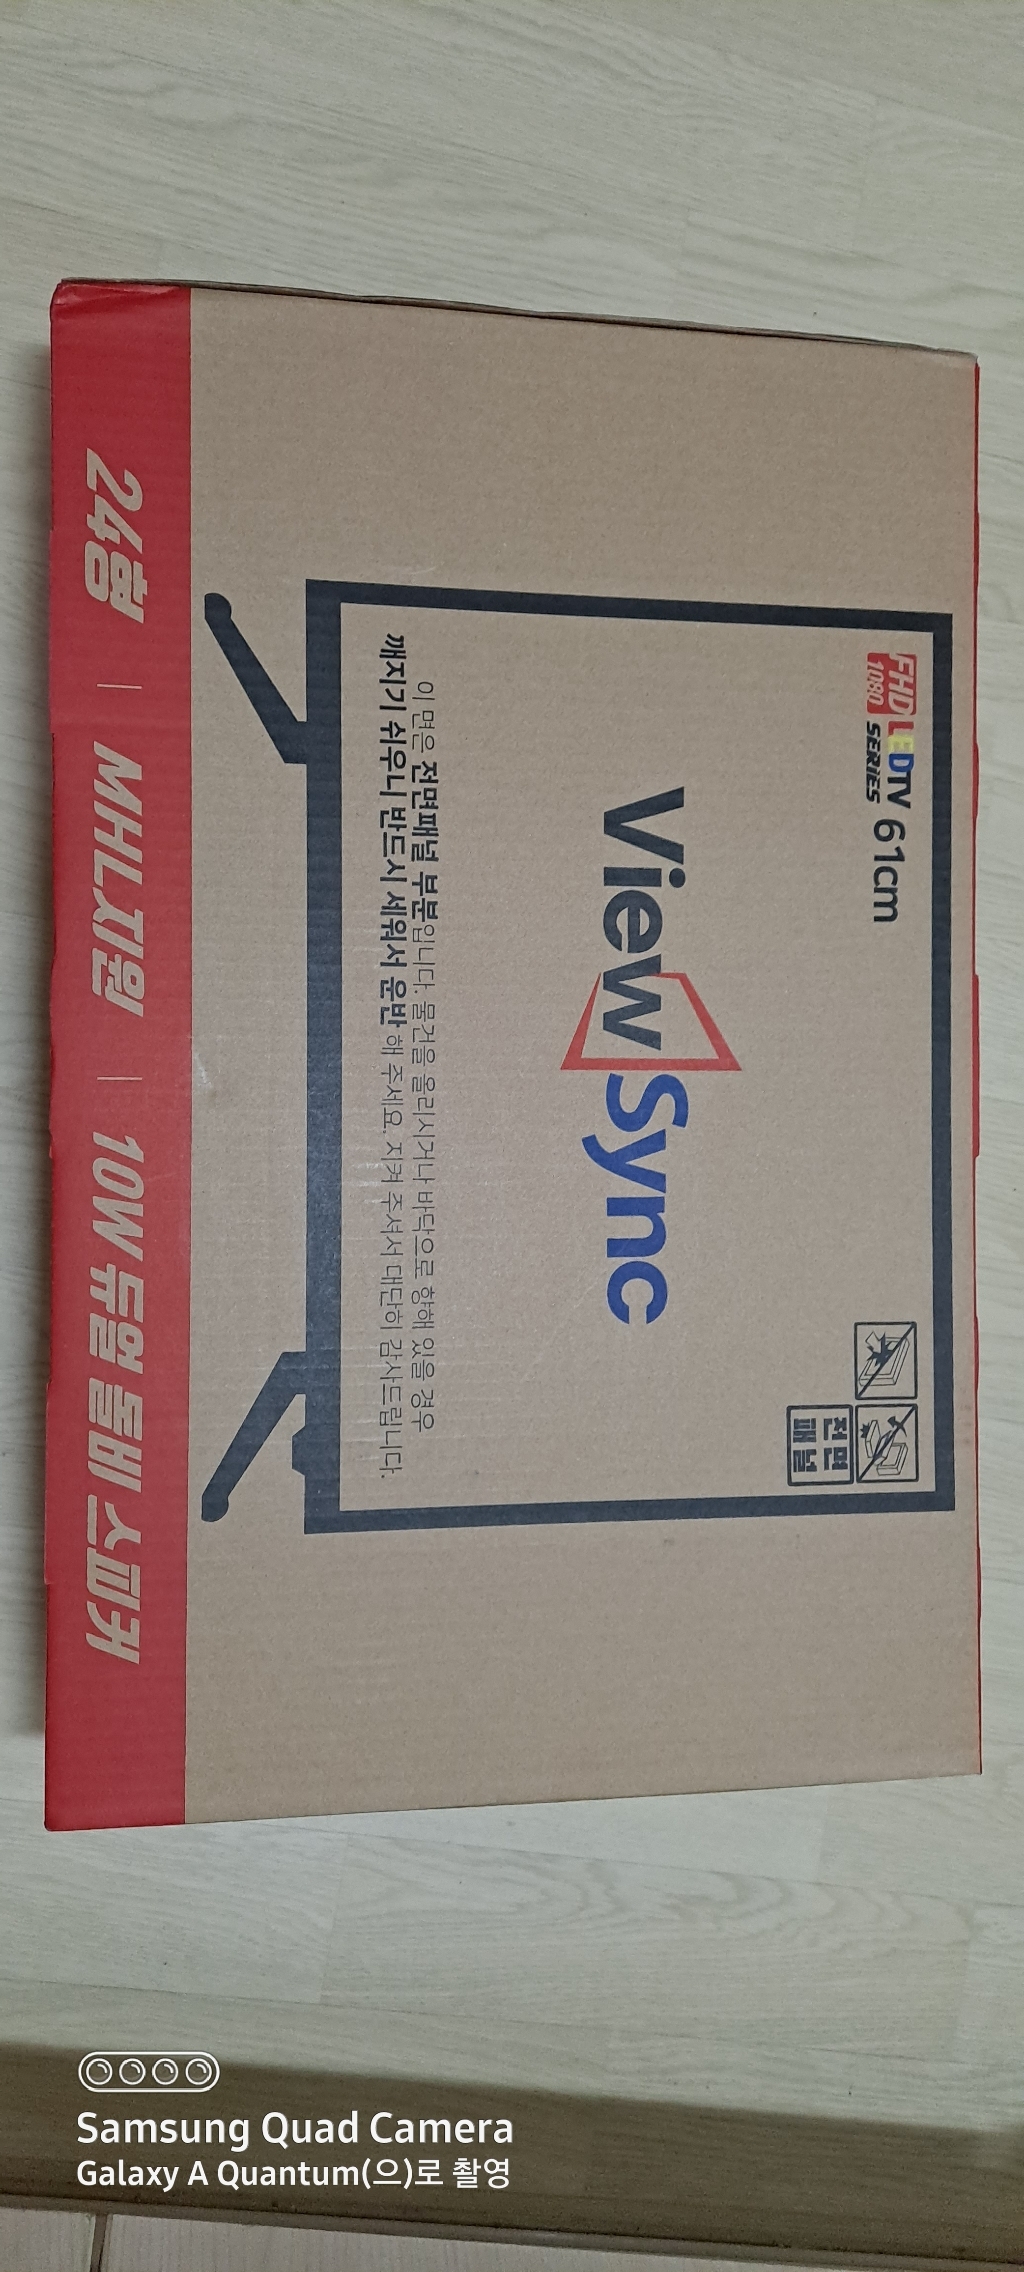 FHD LEDTV 61cm
1080 SERIES
전면
패널
ViewSync
이 면은 전면패널 부분입니다. 물건을 올리시거나 바닥으로 향해 있을 경우
깨지기 쉬우니 반드시 세워서 운반 해 주세요. 지켜 주셔서 대단히 감사드립니다.
24형 | MHL지원 | 10W 듀얼 돌비 스피커
Samsung Quad Camera
Galaxy A Quantum(으)로 촬영